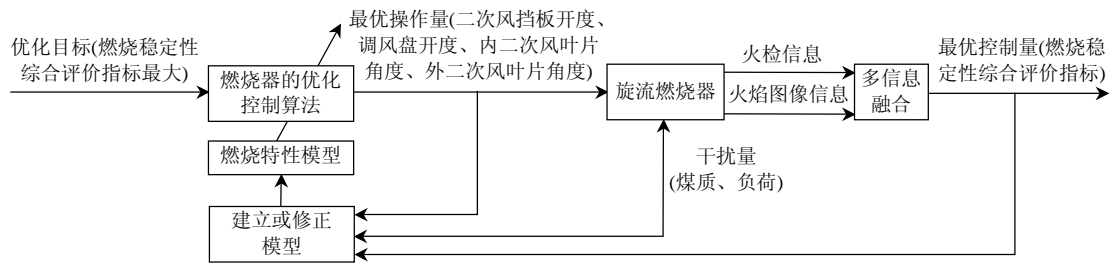 优化目标(燃烧稳定性
综合评价指标最大)
燃烧器的优化
控制算法
燃烧特性模型
建立或修正
模型
最优操作量(二次风挡板开度、
调风盘开度、内二次风叶片
角度、外二次风叶片角度)
旋流燃烧器
火检信息
火焰图像信息
多信息
融合
最优控制量(燃烧稳
定性综合评价指标)
干扰量
(煤质、负荷)